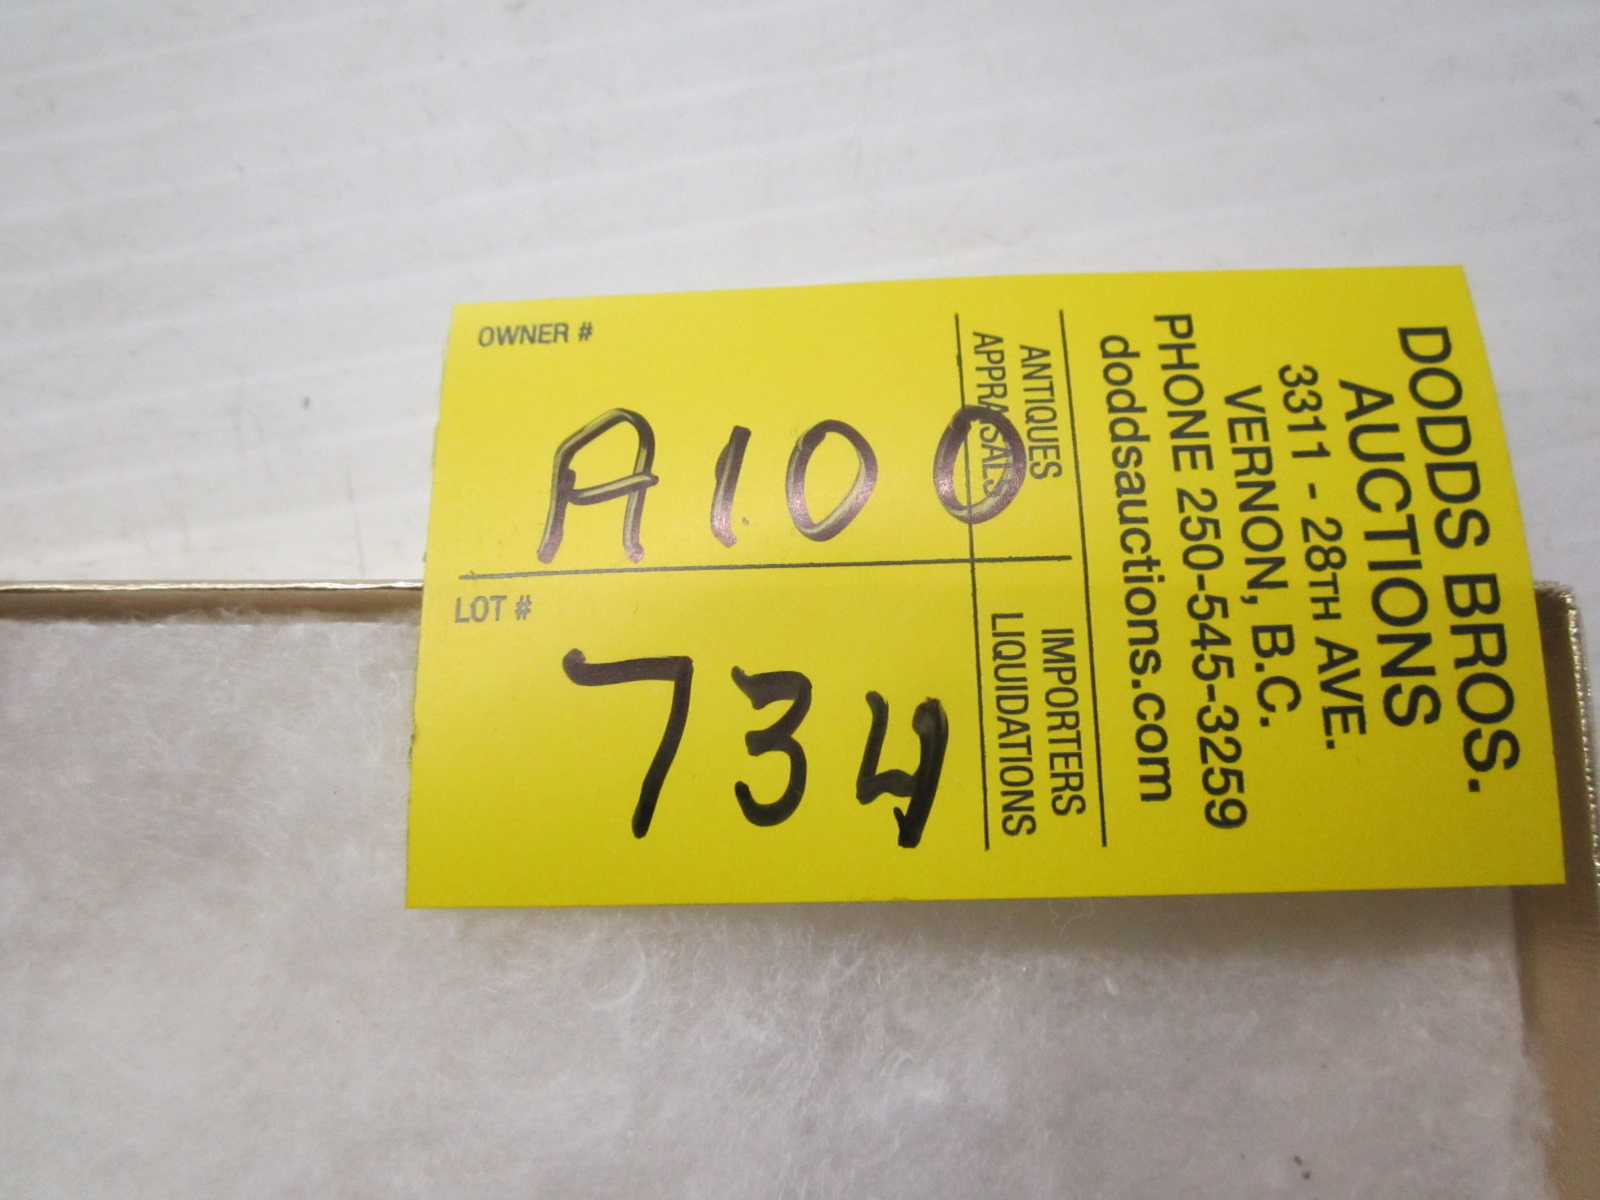 OWNER #
A100
LOT #
734
DODDS BROS.
AUCTIONS
3311 - 28TH AVE.
VERNON, B.C.
PHONE 250-545-3259
doddsauctions.com
ANTIQUES
APPRAISALS
IMPORTERS
LIQUIDATIONS